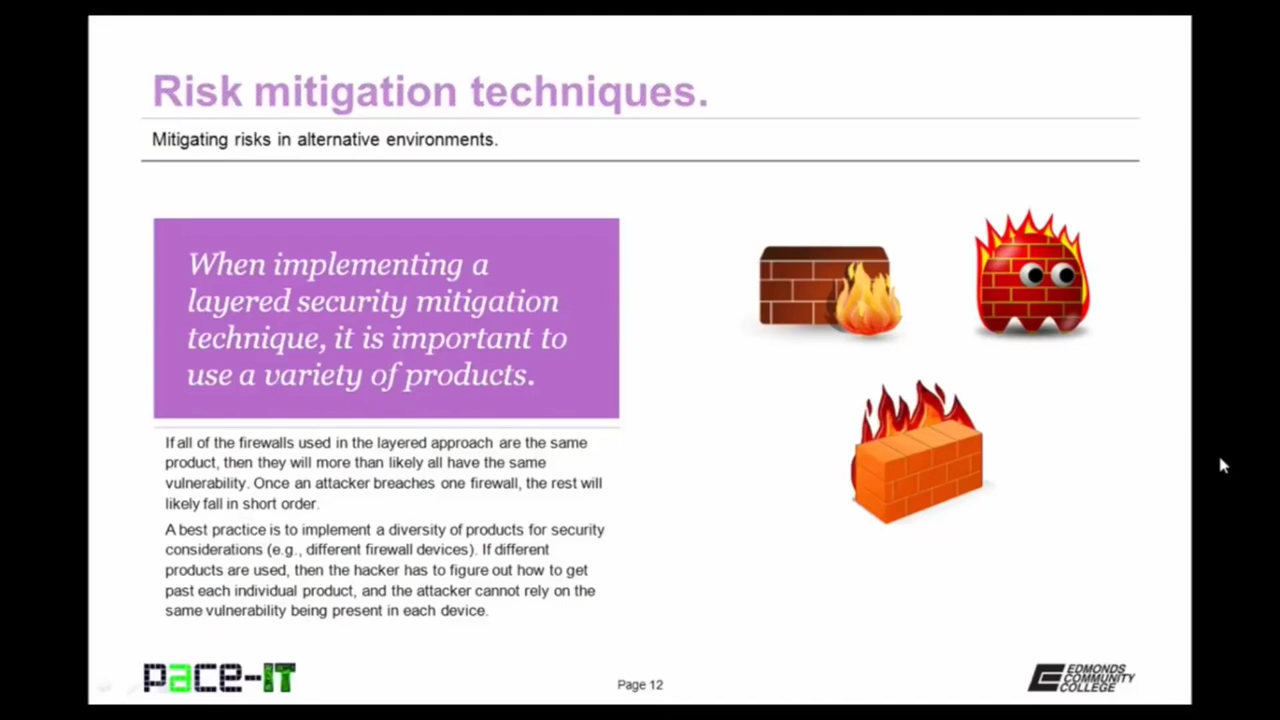 Risk mitigation techniques.
Mitigating risks in alternative environments.
When implementing a
layered security mitigation
technique, it is important to
use a variety of products.
If all of the firewalls used in the layered approach are the same
product, then they will more than likely all have the same
vulnerability. Once an attacker breaches one firewall, the rest will
likely fall in short order.
A best practice is to implement a diversity of products for security
considerations (e.g., different firewall devices). If different
products are used, then the hacker has to figure out how to get
past each individual product, and the attacker cannot rely on the
same vulnerability being present in each device.
pace-IT
Page 12
EDMONDS
COMMUNITY
COLLEGE